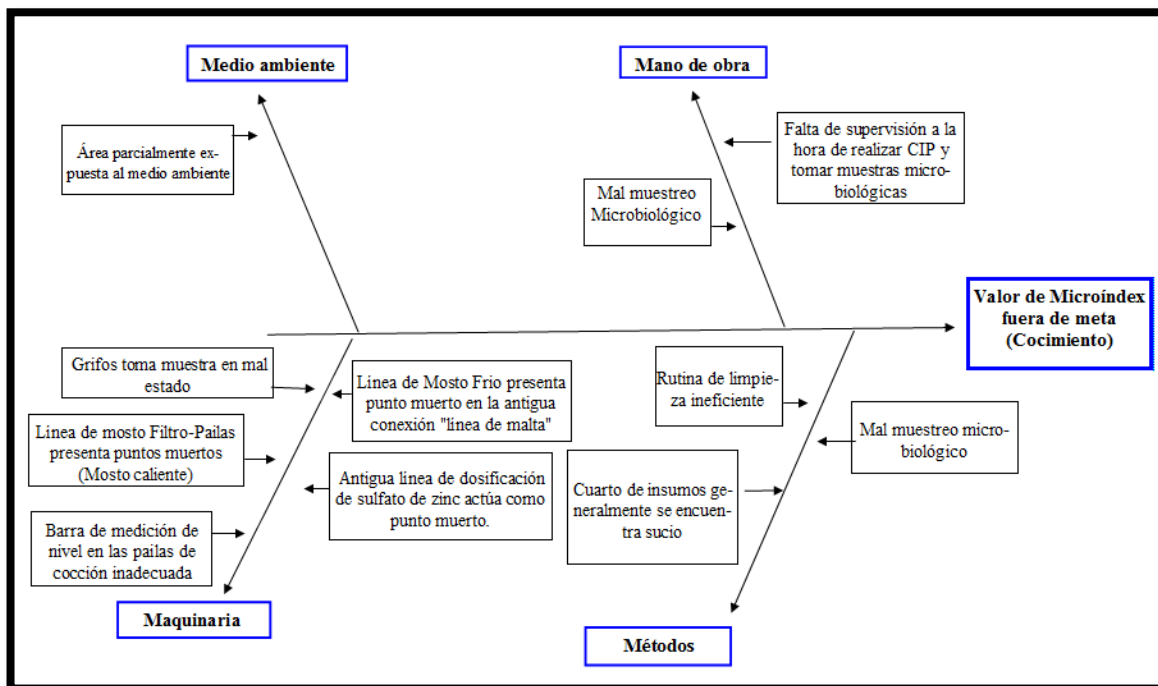 Medio ambiente
Mano de obra
Área parcialmente ex-
puesta al medio ambiente
Falta de supervisión a la
hora de realizar CIP y
tomar muestras micro-
biológicas
Mal muestreo
Microbiológico
Valor de Microíndex
fuera de meta
(Cocimiento)
Grifos toma muestra en mal
estado
Linea de Mosto Frio presenta
punto muerto en la antigua
conexión "línea de malta"
Linea de mosto Filtro-Pailas
presenta puntos muertos
(Mosto caliente)
Antigua línea de dosificación
de sulfato de zinc actúa como
punto muerto.
Barra de medición de
nivel en las pailas de
cocción inadecuada
Rutina de limpie-
za ineficiente
Mal muestreo micro-
biológico
Cuarto de insumos ge-
neralmente se encuen-
tra sucio
Maquinaria
Métodos